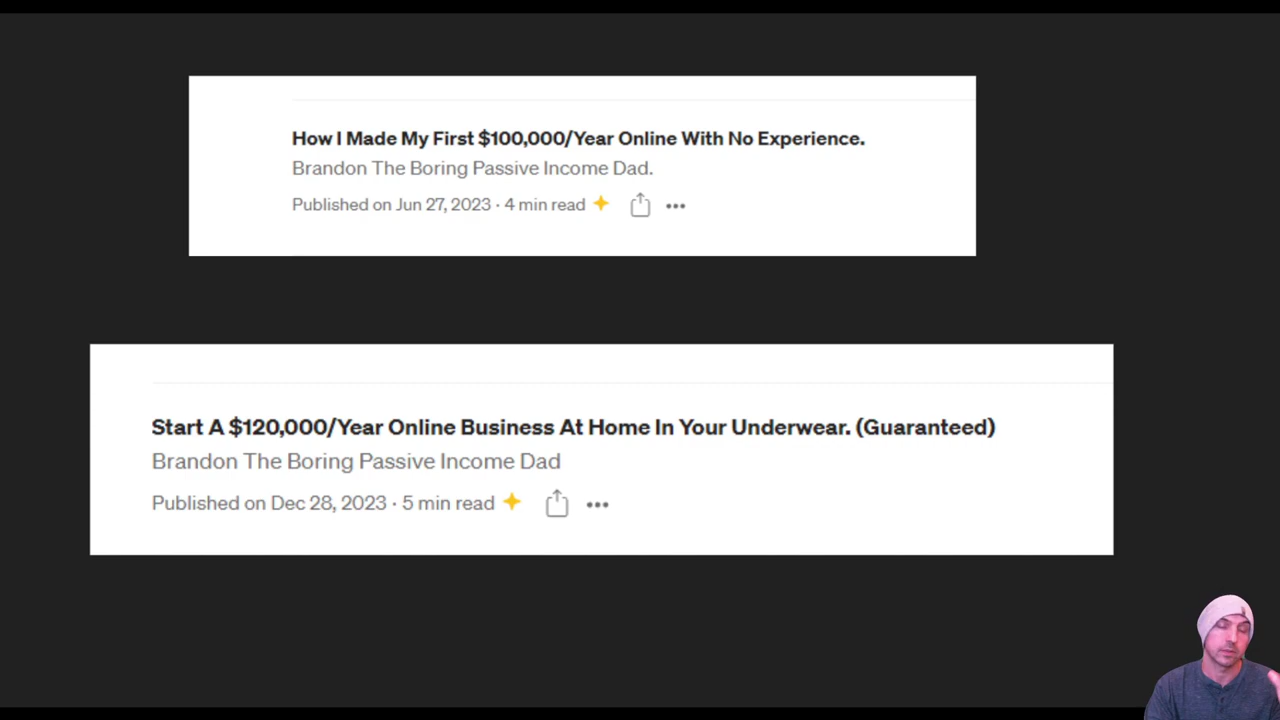 How I Made My First $100,000/Year Online With No Experience.
Brandon The Boring Passive Income Dad.
Published on Jun 27, 2023 · 4 min read
Start A $120,000/Year Online Business At Home In Your Underwear. (Guaranteed)
Brandon The Boring Passive Income Dad
Published on Dec 28, 2023 · 5 min read